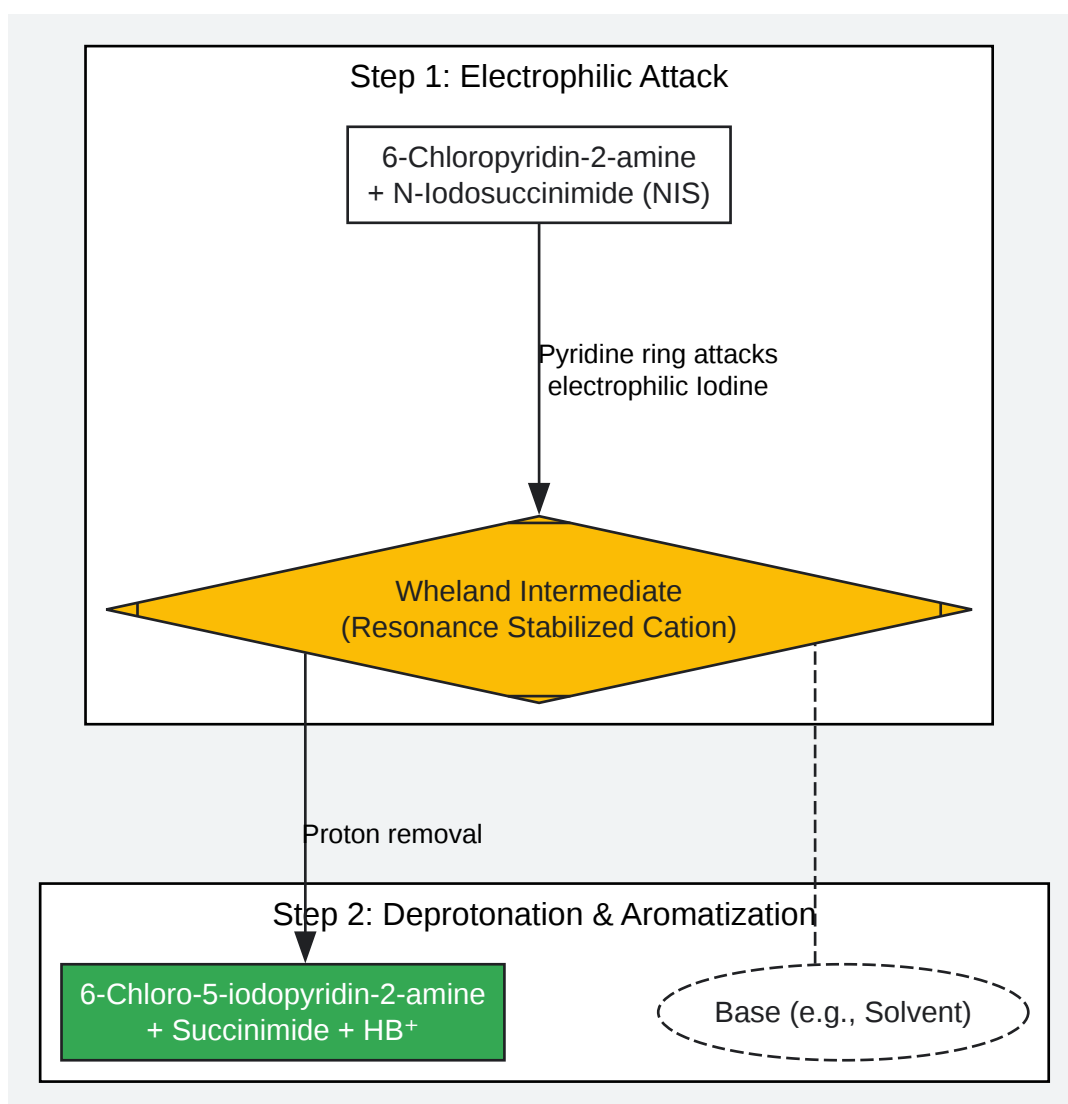 Step 1: Electrophilic Attack
6-Chloropyridin-2-amine
+ N-Iodosuccinimide (NIS)
Pyridine ring attacks
electrophilic Iodine
Wheland Intermediate
(Resonance Stabilized Cation)
Proton removal
Step 2: Deprotonation & Aromatization
6-Chloro-5-iodopyridin-2-amine
+ Succinimide + HB⁺
Base (e.g., Solvent)